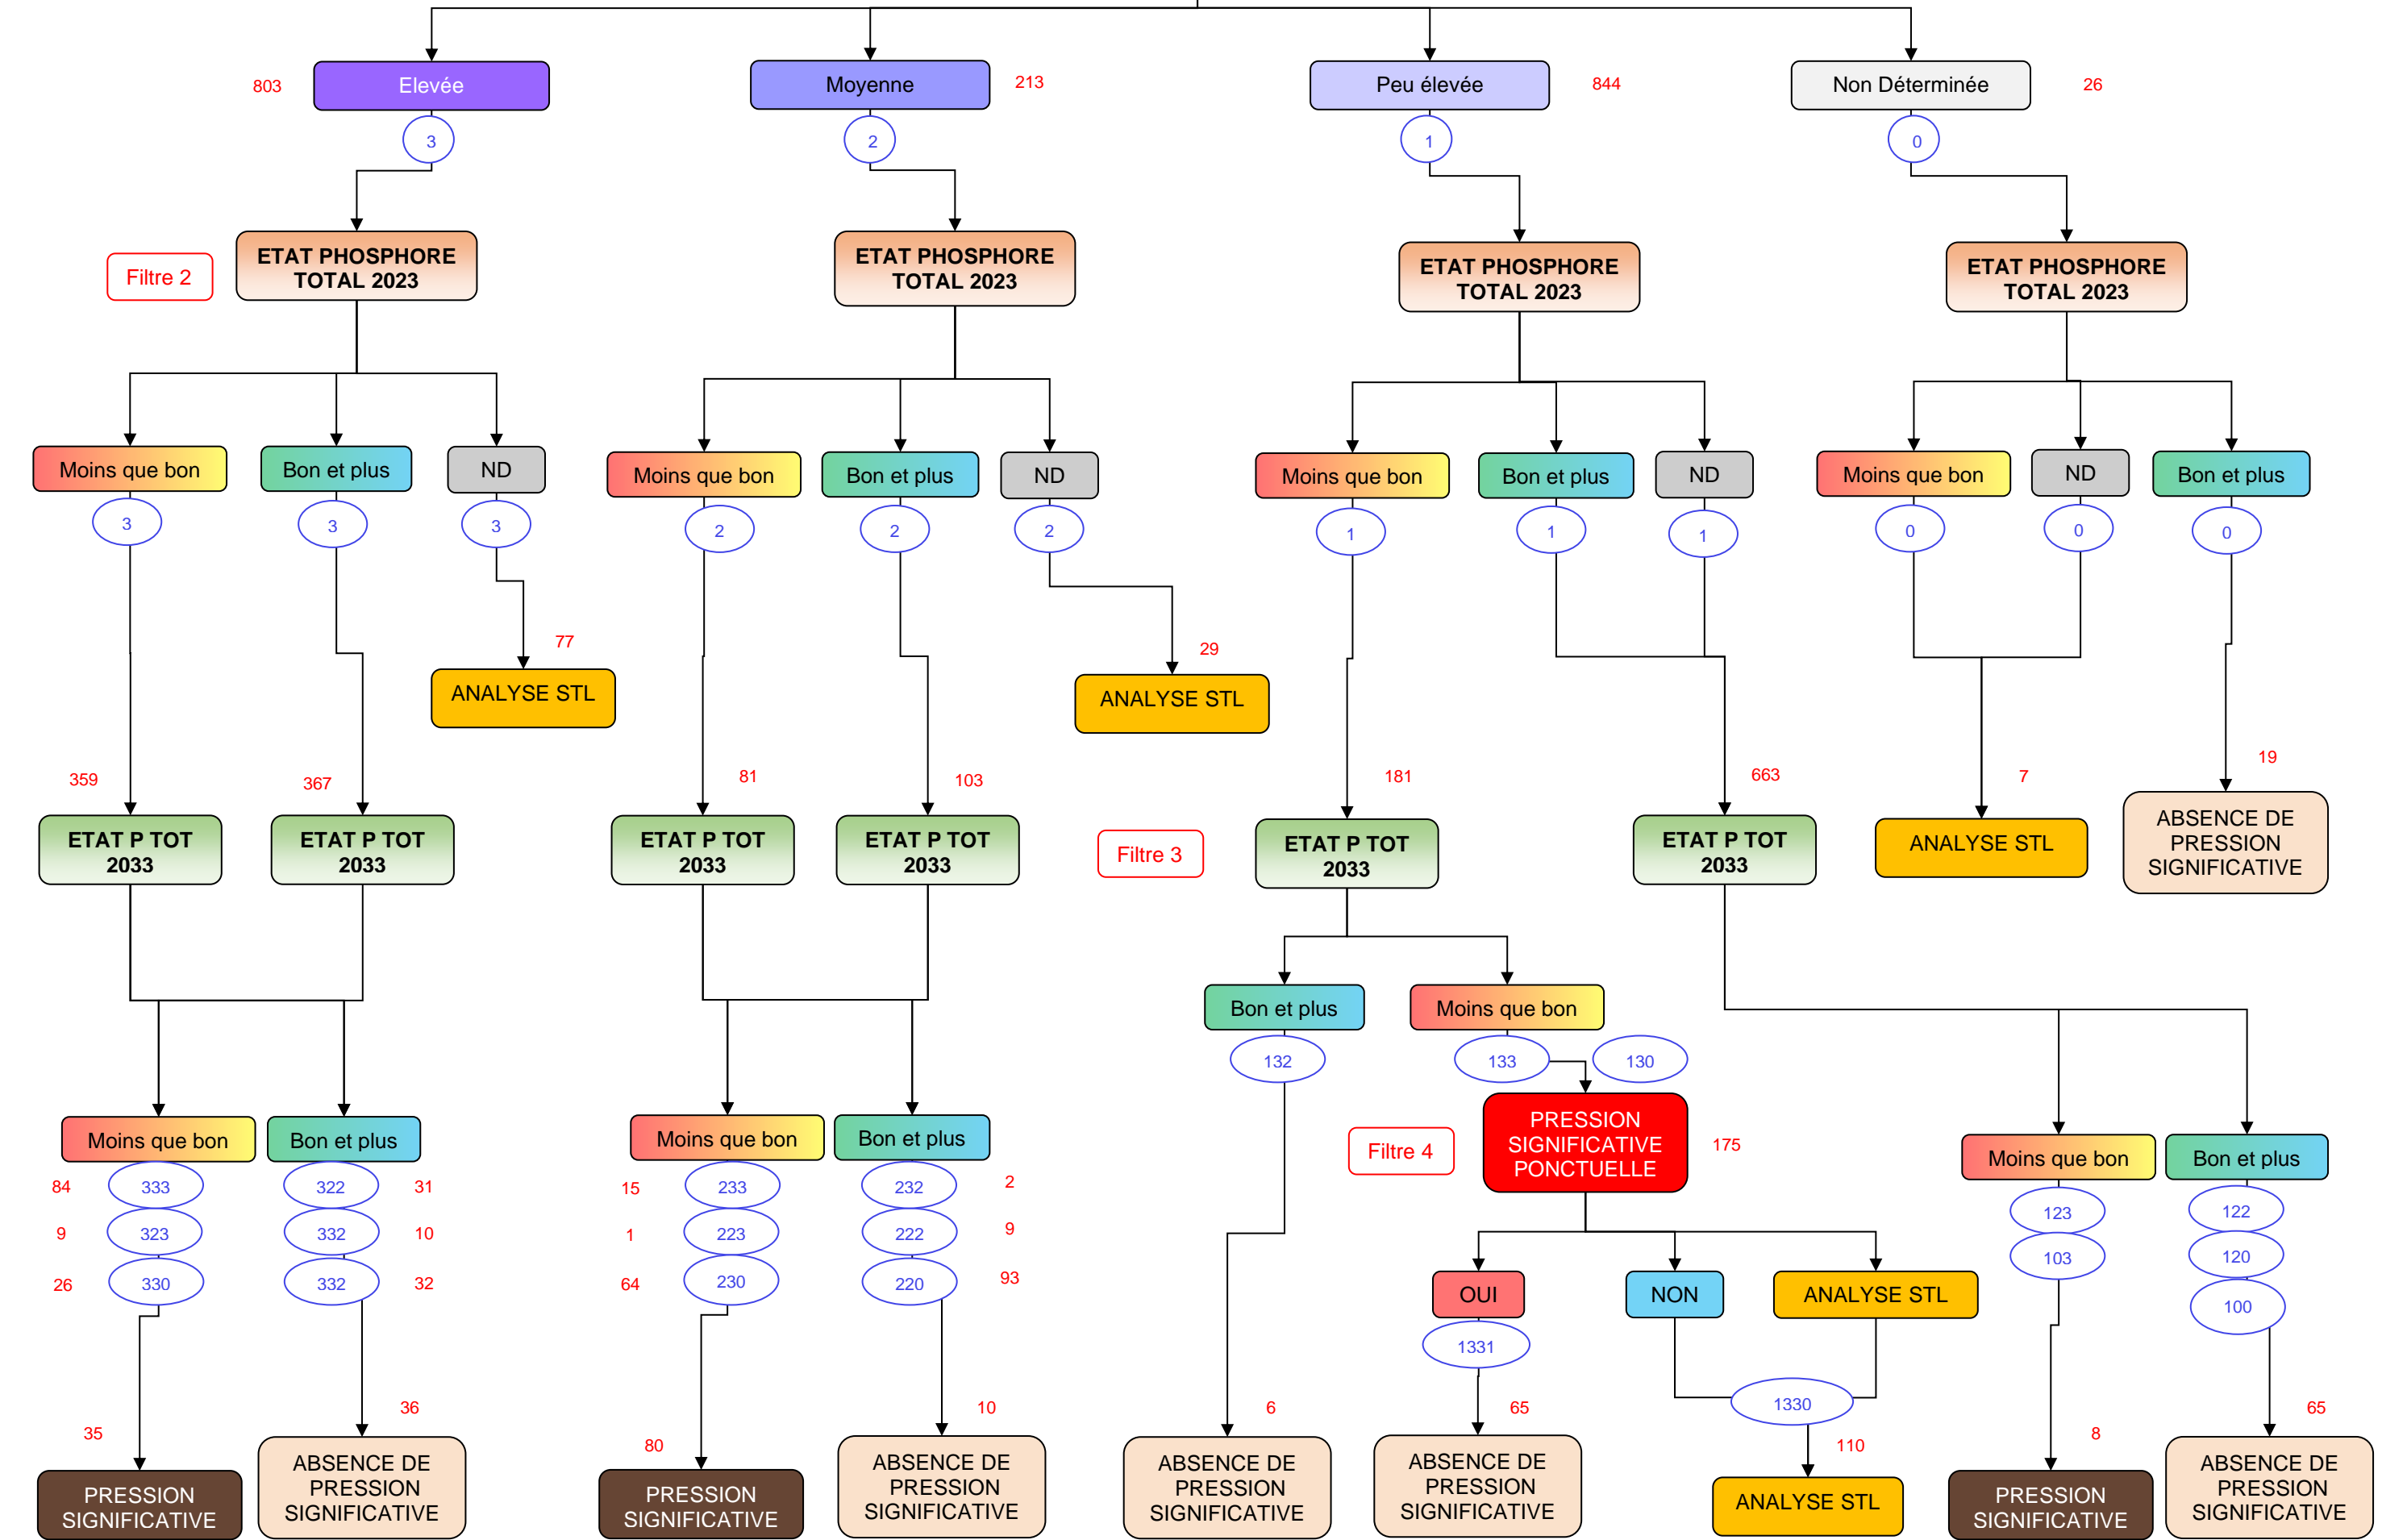 803
Elevée
Moyenne
213
Peu élevée
844
Non Déterminée
26
3
2
1
0
Filtre 2
ETAT PHOSPHORE
TOTAL 2023
ETAT PHOSPHORE
TOTAL 2023
ETAT PHOSPHORE
TOTAL 2023
ETAT PHOSPHORE
TOTAL 2023
Moins que bon
Bon et plus
ND
Moins que bon
Bon et plus
ND
Moins que bon
Bon et plus
ND
Moins que bon
ND
Bon et plus
3
3
3
2
2
2
1
1
1
0
0
0
77
ANALYSE STL
29
ANALYSE STL
359
367
81
103
181
663
7
19
ETAT P TOT
2033
ETAT P TOT
2033
ETAT P TOT
2033
ETAT P TOT
2033
Filtre 3
ETAT P TOT
2033
ETAT P TOT
2033
ANALYSE STL
ABSENCE DE
PRESSION
SIGNIFICATIVE
Bon et plus
Moins que bon
132
133
130
Moins que bon
Bon et plus
Moins que bon
Bon et plus
Filtre 4
PRESSION
SIGNIFICATIVE
PONCTUELLE
175
Moins que bon
Bon et plus
84
333
322
31
15
233
232
2
123
122
9
323
332
10
1
223
222
9
103
120
26
330
332
32
64
230
220
93
OUI
NON
ANALYSE STL
100
1331
1330
35
36
80
10
6
65
110
8
65
PRESSION
SIGNIFICATIVE
ABSENCE DE
PRESSION
SIGNIFICATIVE
PRESSION
SIGNIFICATIVE
ABSENCE DE
PRESSION
SIGNIFICATIVE
ABSENCE DE
PRESSION
SIGNIFICATIVE
ABSENCE DE
PRESSION
SIGNIFICATIVE
ANALYSE STL
PRESSION
SIGNIFICATIVE
ABSENCE DE
PRESSION
SIGNIFICATIVE